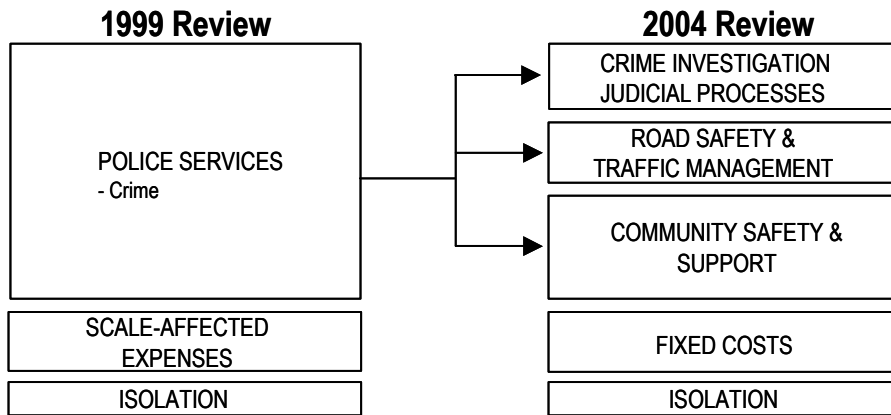 1999 Review
POLICE SERVICES
- Crime
SCALE-AFFECTED
EXPENSES
ISOLATION
2004 Review
CRIME INVESTIGATION
JUDICIAL PROCESSES
ROAD SAFETY &
TRAFFIC MANAGEMENT
COMMUNITY SAFETY &
SUPPORT
FIXED COSTS
ISOLATION